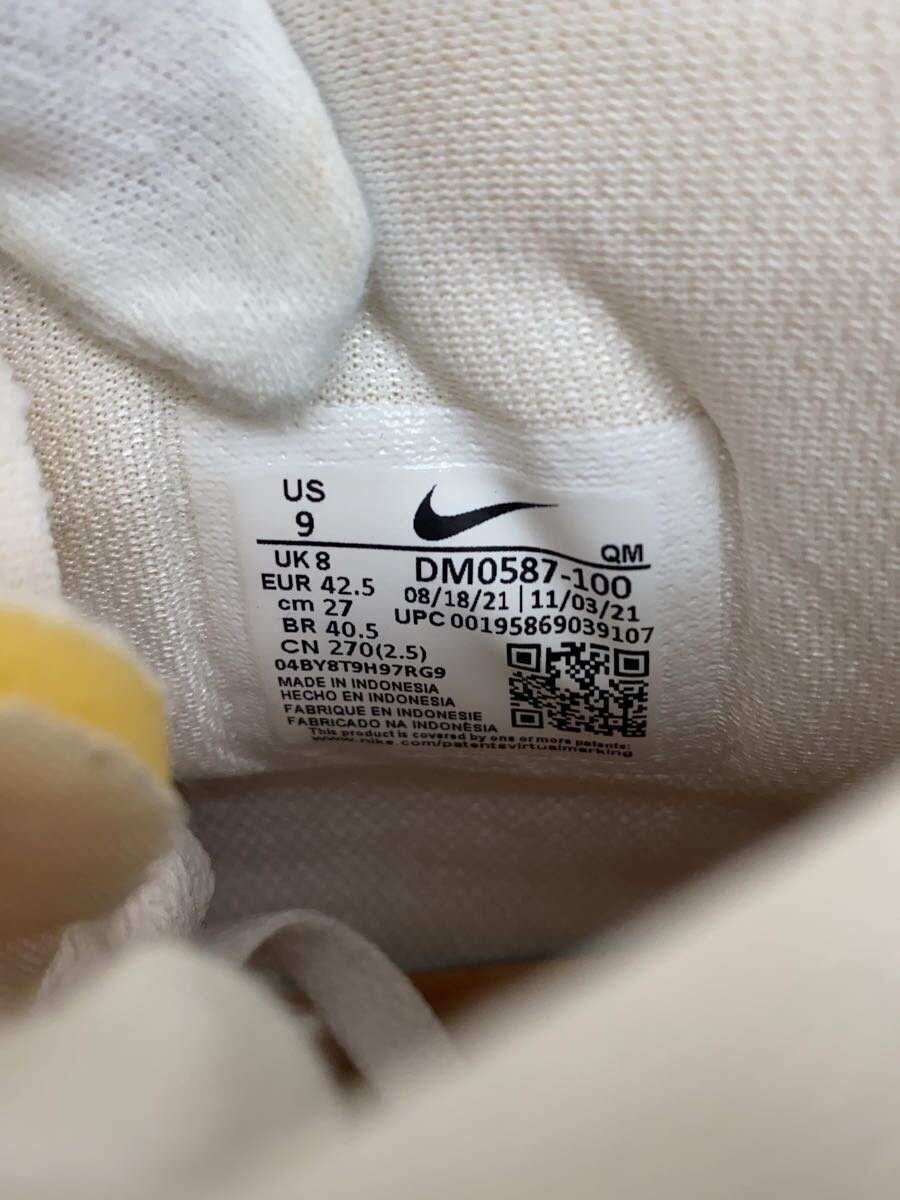 US
9
QM
UK 8
DM0587-100
EUR 42.5
08/18/21 | 11/03/21
cm 27
UPC 00195869039107
BR 40.5
CN 270(2.5)
04BY8T9H97RG9
MADE IN INDONESIA
HECHO EN INDONESIA
FABRIQUE EN INDONESIE
FABRICADO NA INDONÉSIA
This product is covered by one or more patents:
www.nike.com/patentsvirtualmarking